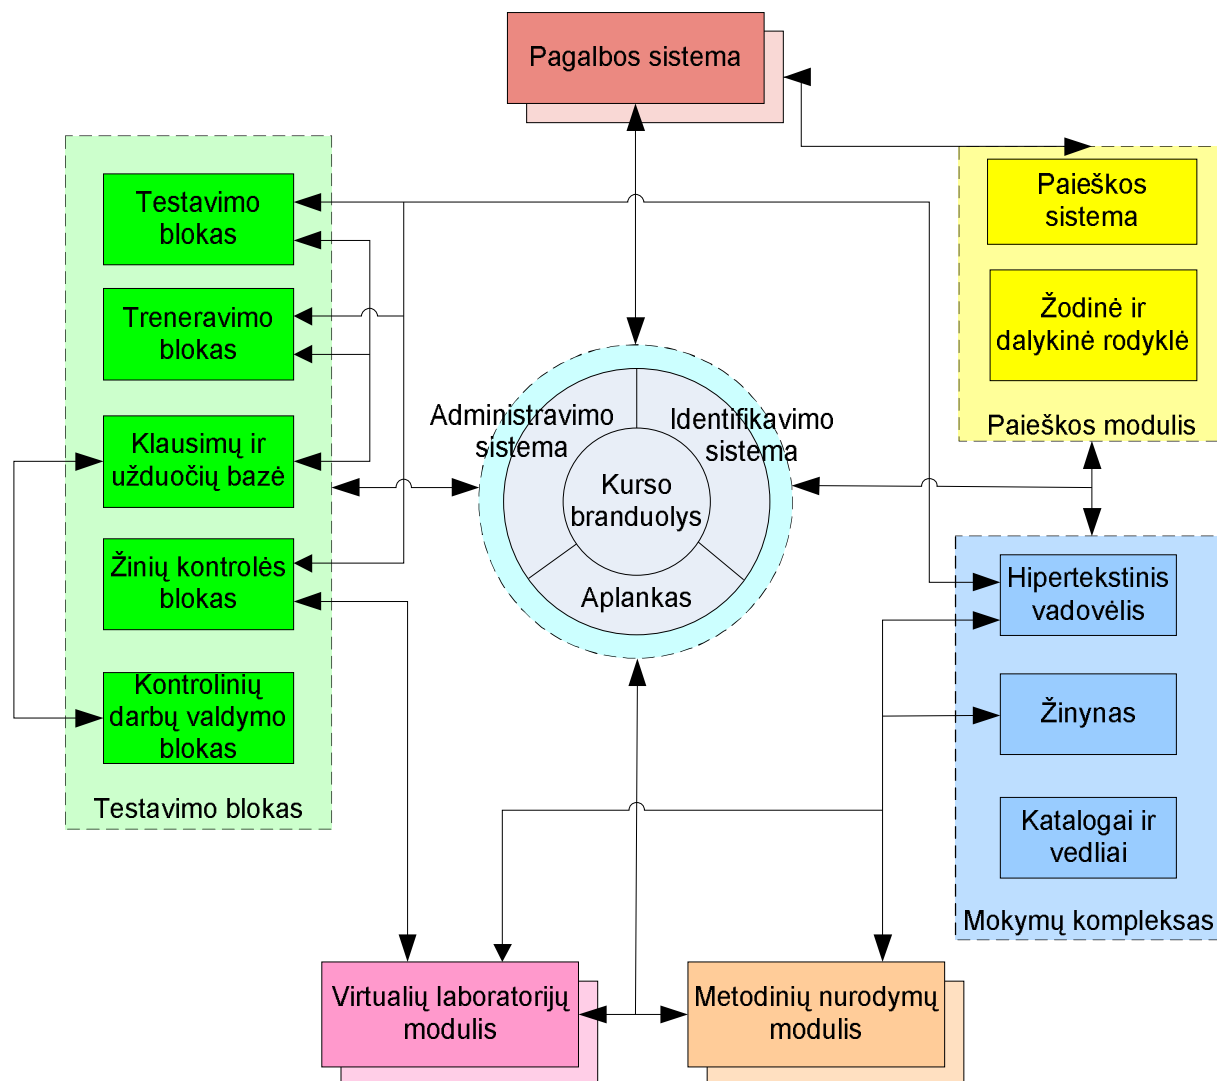 Pagalbos sistema
Testavimo
blokas
Treneravimo
blokas
Klausimų ir
užduočių bazė
Žinių kontrolės
blokas
Kontrolinių
darbų valdymo
blokas
Testavimo blokas
Administravimo
sistema
Identifikavimo
sistema
Kurso
branduolys
Aplankas
Paieškos
sistema
Žodinė ir
dalykinė rodyklė
Paieškos modulis
Hipertekstinis
vadovėlis
Žinynas
Katalogai ir
vedliai
Mokymų kompleksas
Virtualių laboratorijų
modulis
Metodinių nurodymų
modulis